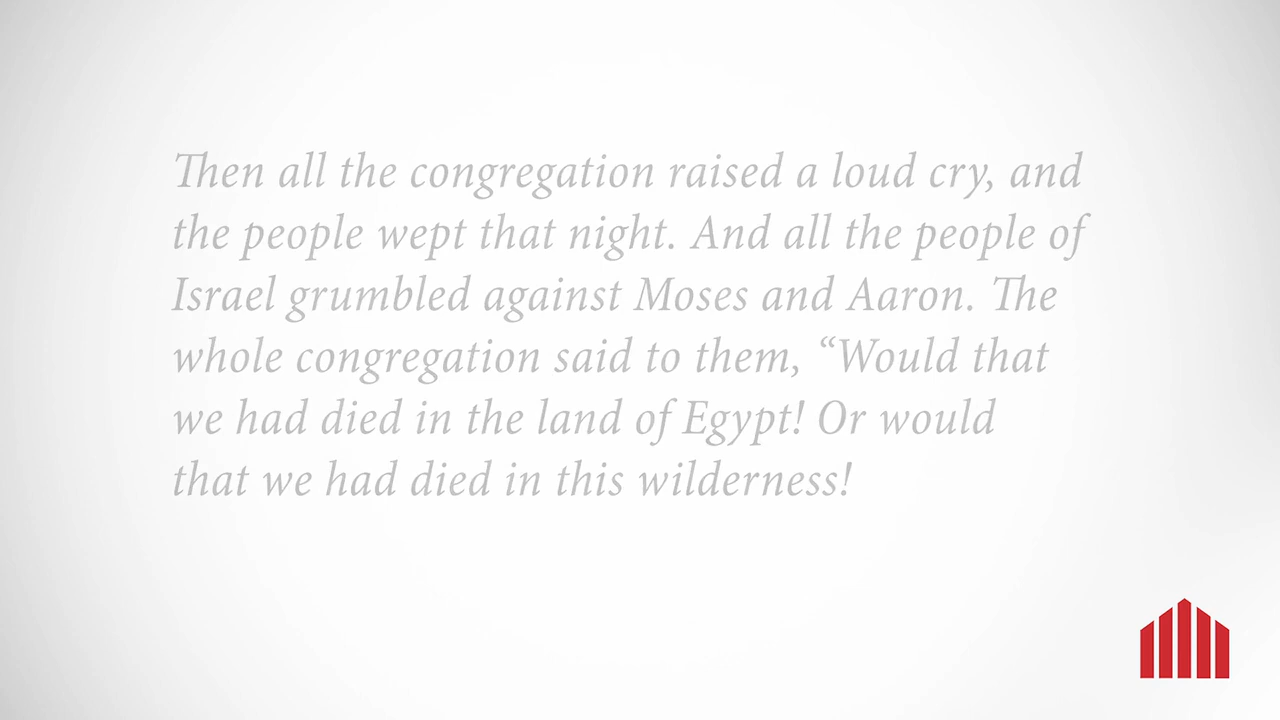 Then all the congregation raised a loud cry, and
the people wept that night. And all the people of
Israel grumbled against Moses and Aaron. The
whole congregation said to them, “Would that
we had died in the land of Egypt! Or would
that we had died in this wilderness!